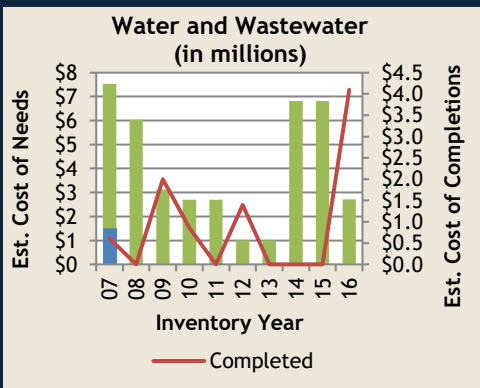 Water and Wastewater
(in millions)
Est. Cost of Needs
$8
$7
$6
$5
$4
$3
$2
$1
$0
$4.5
$4.0
$3.5
$3.0
$2.5
$2.0
$1.5
$1.0
$0.5
$0.0
Est. Cost of Completions
07 08 09 10 11 12 13 14 15 16
Inventory Year
Completed